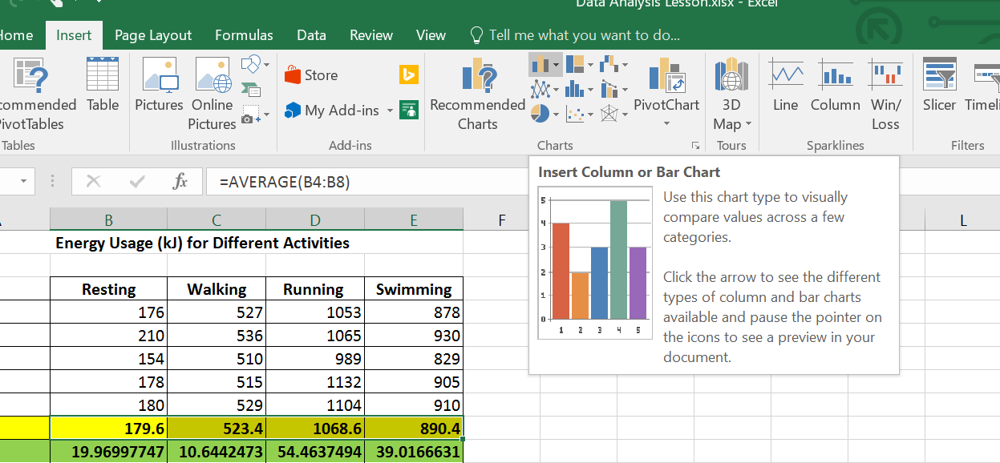 Data Analysis Lesson.xlsx - Excel
Home Insert Page Layout Formulas Data Review View Tell me what you want to do...
Store
My Add-ins
commended Table Pictures Online Recommended PivotChart 3D Line Column Win/ Slicer Timeli
ivotTables Pictures Charts Map Loss
Tables Illustrations Add-ins Charts Tours Sparklines Filters
fx =AVERAGE(B4:B8)
B C D E F L
Energy Usage (kJ) for Different Activities
Resting Walking Running Swimming
176 527 1053 878
210 536 1065 930
154 510 989 829
178 515 1132 905
180 529 1104 910
179.6 523.4 1068.6 890.4
19.96997747 10.6442473 54.4637494 39.0166631
Insert Column or Bar Chart
5
4
3
2
1
0
1 2 3 4 5
Use this chart type to visually
compare values across a few
categories.
Click the arrow to see the different
types of column and bar charts
available and pause the pointer on
the icons to see a preview in your
document.